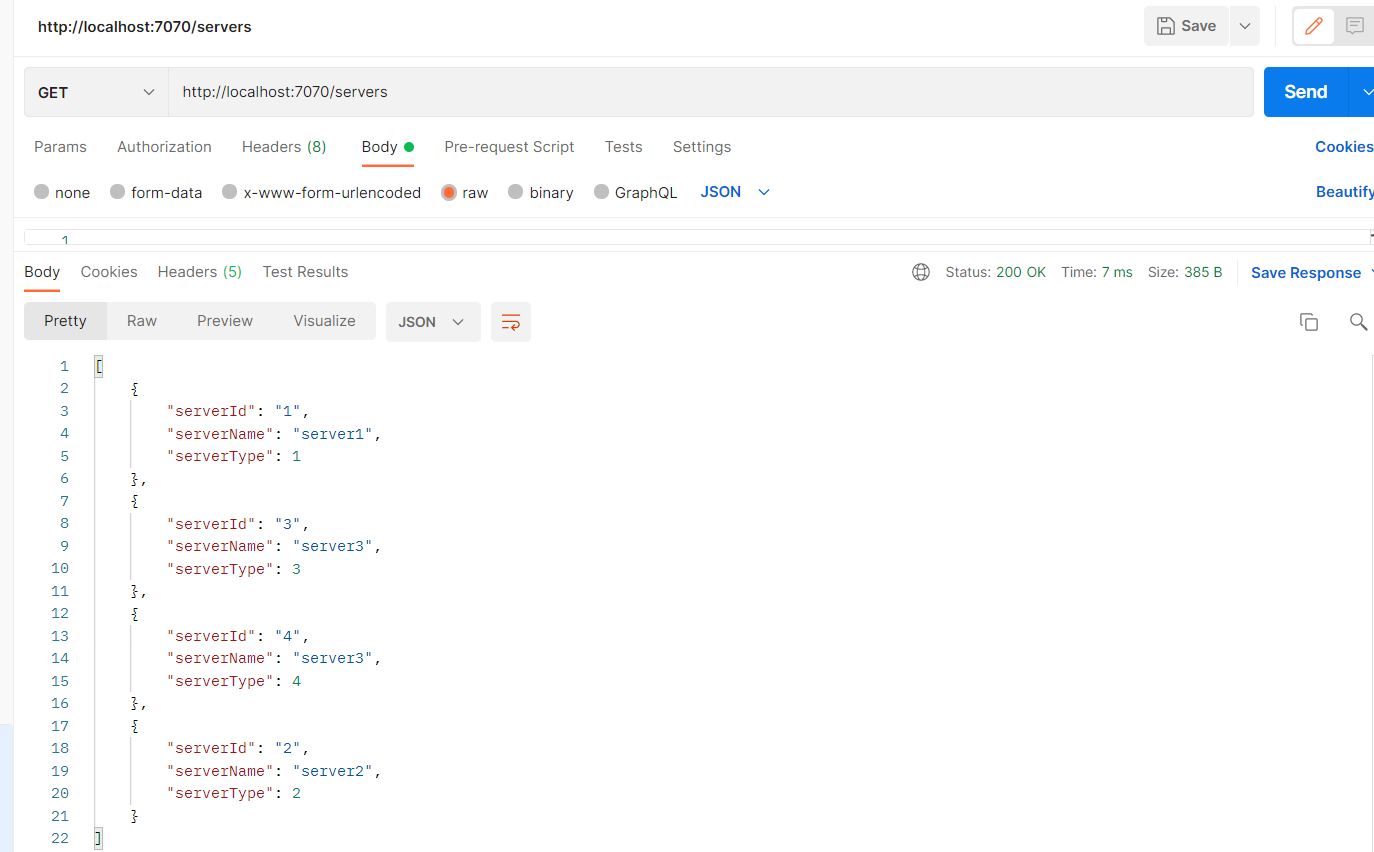 http://localhost:7070/servers Save
GET http://localhost:7070/servers Send
Params Authorization Headers (8) Body Pre-request Script Tests Settings Cookies
none form-data x-www-form-urlencoded raw binary GraphQL JSON Beautify
1
Body Cookies Headers (5) Test Results Status: 200 OK Time: 7 ms Size: 385 B Save Response
Pretty Raw Preview Visualize JSON
1 [
2 {
3 "serverId": "1",
4 "serverName": "server1",
5 "serverType": 1
6 },
7 {
8 "serverId": "3",
9 "serverName": "server3",
10 "serverType": 3
11 },
12 {
13 "serverId": "4",
14 "serverName": "server3",
15 "serverType": 4
16 },
17 {
18 "serverId": "2",
19 "serverName": "server2",
20 "serverType": 2
21 }
22 ]